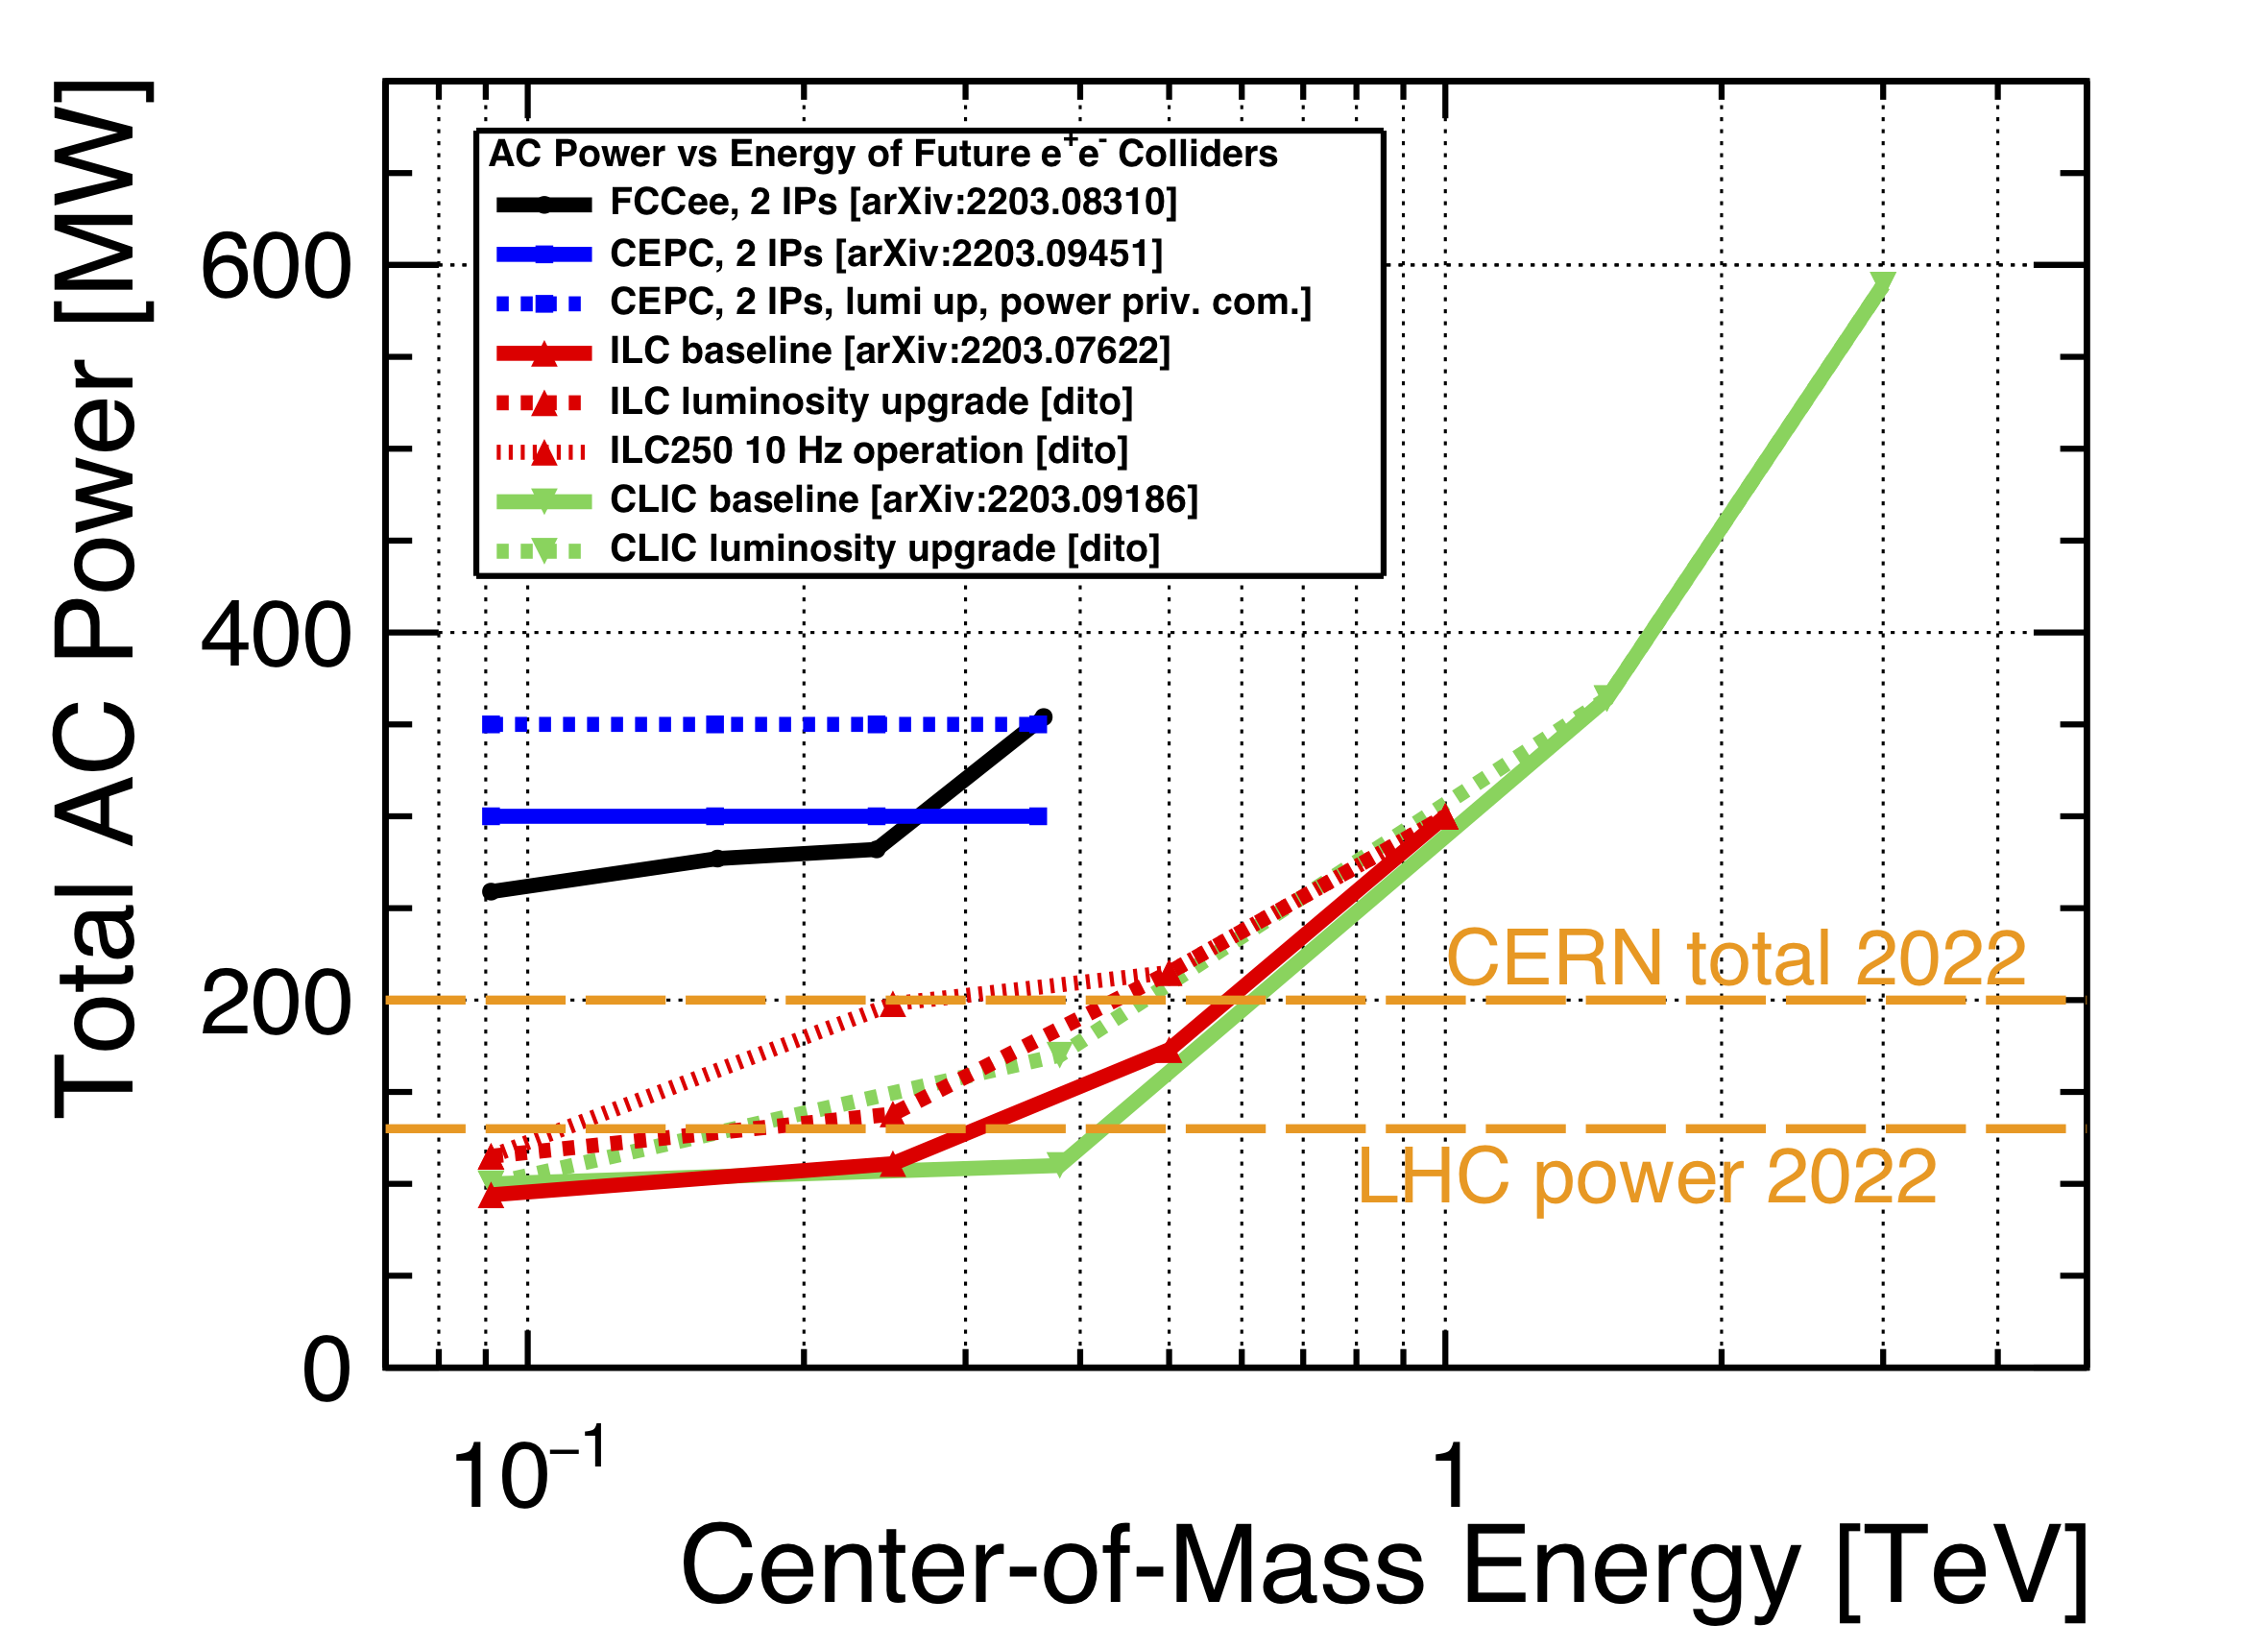 Total AC Power [MW]
600
400
200
0
AC Power vs Energy of Future e⁺e⁻ Colliders
FCCee, 2 IPs [arXiv:2203.08310]
CEPC, 2 IPs [arXiv:2203.09451]
CEPC, 2 IPs, lumi up, power priv. com.]
ILC baseline [arXiv:2203.07622]
ILC luminosity upgrade [dito]
ILC250 10 Hz operation [dito]
CLIC baseline [arXiv:2203.09186]
CLIC luminosity upgrade [dito]
CERN total 2022
LHC power 2022
10⁻¹
1
Center-of-Mass Energy [TeV]